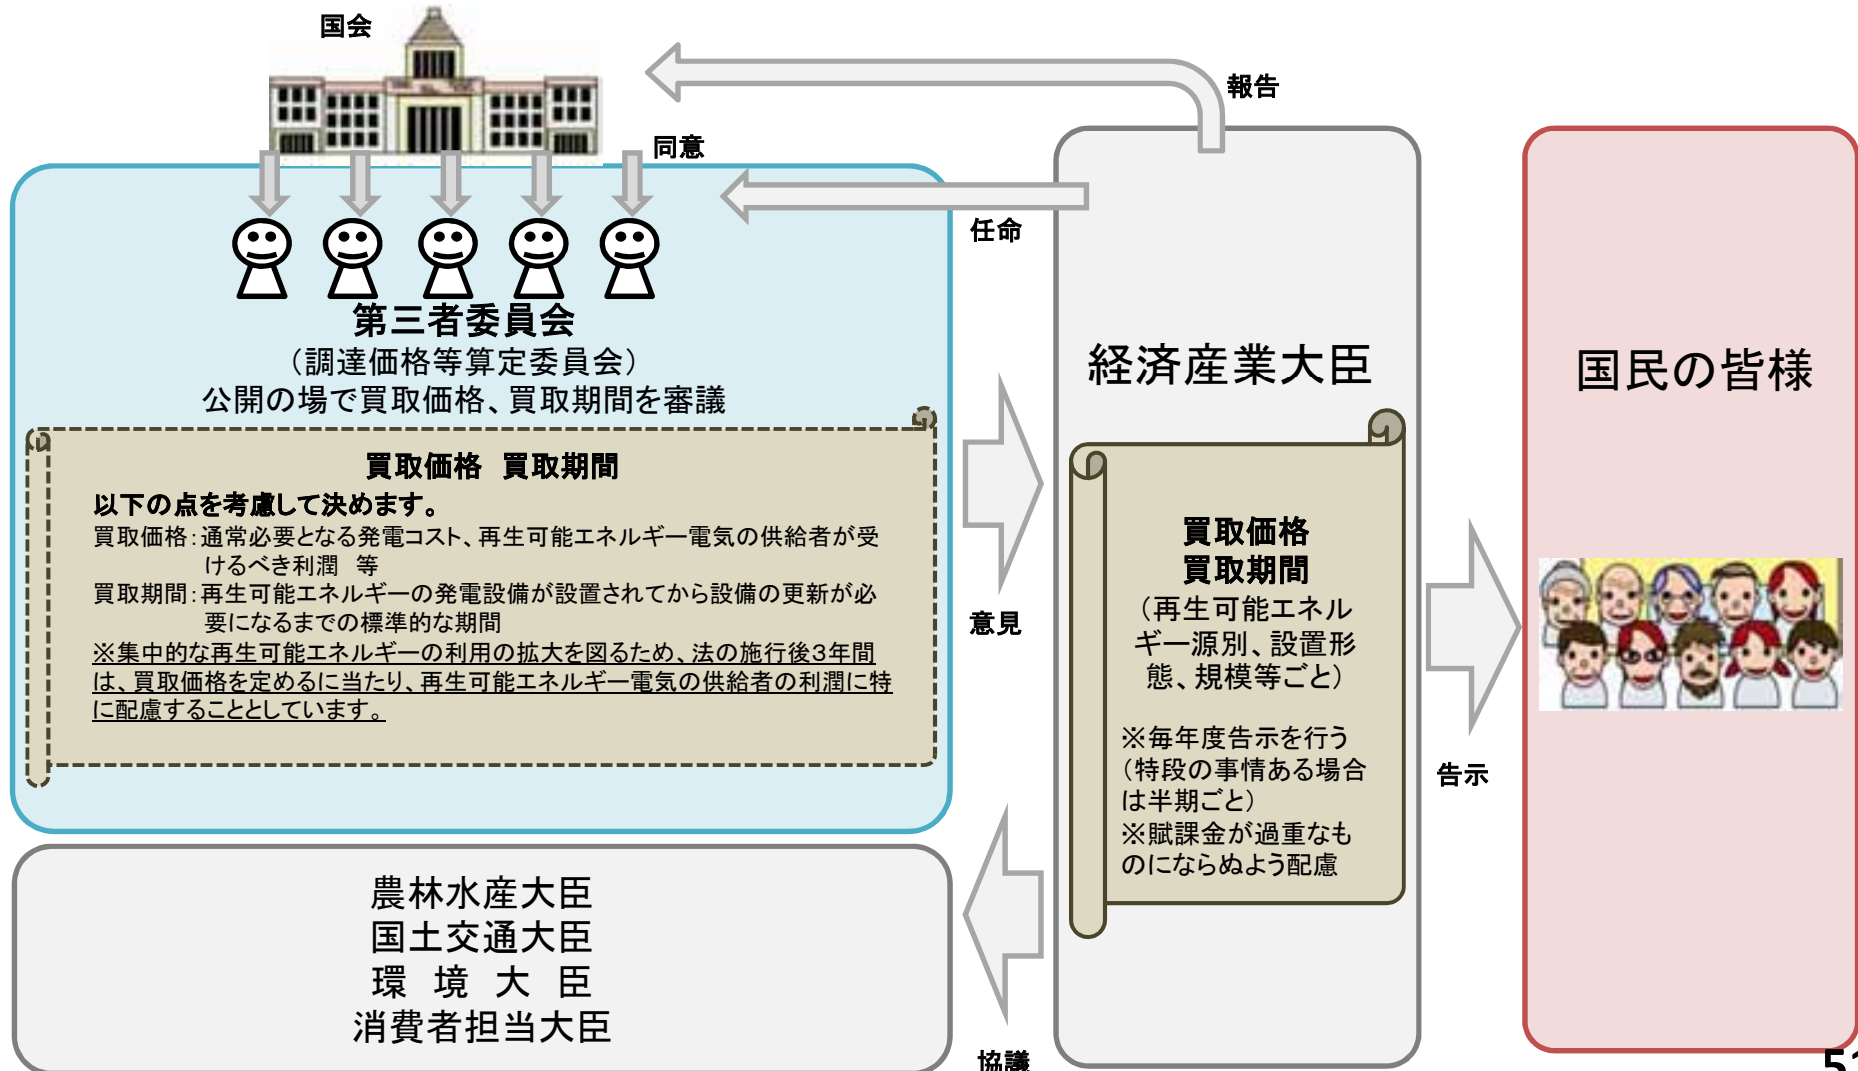 国会
報告
同意
任命
第三者委員会
（調達価格等算定委員会）
公開の場で買取価格、買取期間を審議
買取価格　買取期間
以下の点を考慮して決めます。
買取価格：通常必要となる発電コスト、再生可能エネルギー電気の供給者が受
けるべき利潤　等
買取期間：再生可能エネルギーの発電設備が設置されてから設備の更新が必
要になるまでの標準的な期間
※集中的な再生可能エネルギーの利用の拡大を図るため、法の施行後３年間
は、買取価格を定めるに当たり、再生可能エネルギー電気の供給者の利潤に特
に配慮することとしています。
意見
経済産業大臣
買取価格
買取期間
（再生可能エネル
ギー源別、設置形
態、規模等ごと）
※毎年度告示を行う
（特段の事情ある場合
は半期ごと）
※賦課金が過重なも
のにならぬよう配慮
告示
国民の皆様
農林水産大臣
国土交通大臣
環　境　大　臣
消費者担当大臣
協議